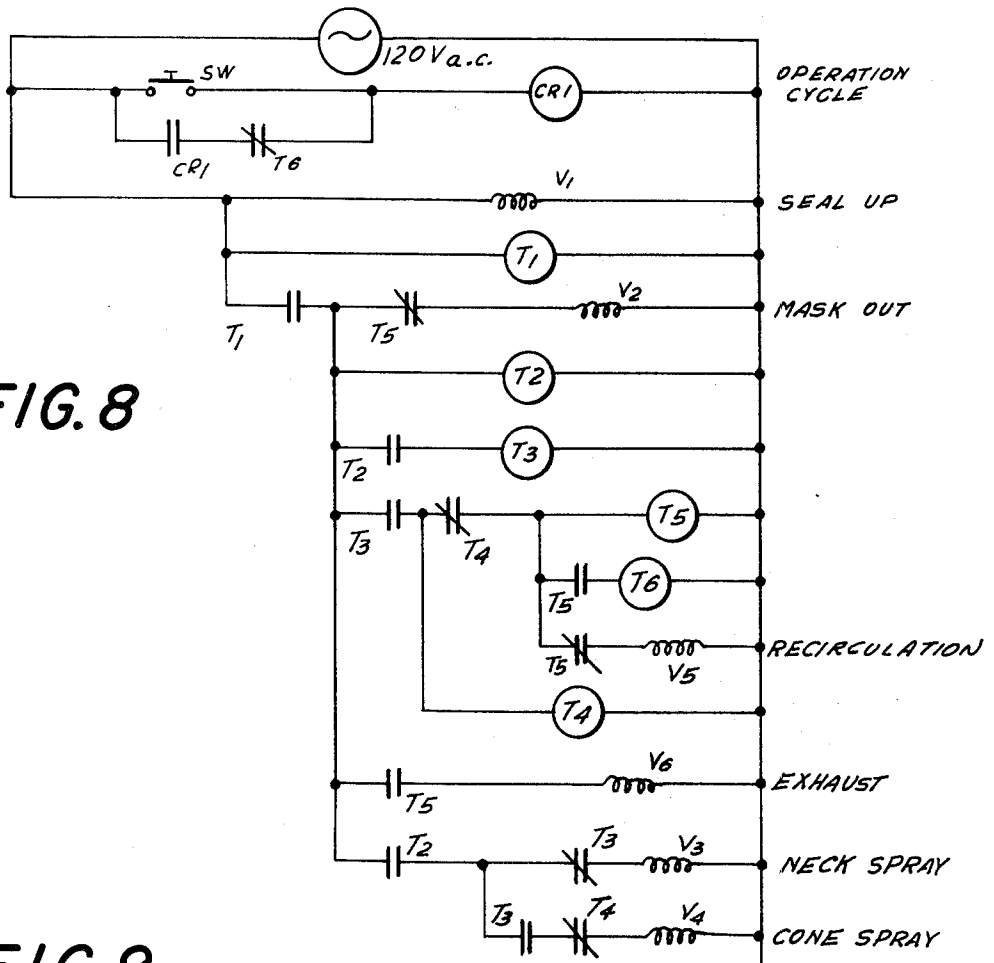 120V a.c.
SW
CR1
OPERATION
CYCLE
CR1
T6
V1
SEAL UP
T1
T1
T5
V2
MASK OUT
T2
FIG. 8
T2
T3
T3
T4
T5
T5
T6
T5
V5
RECIRCULATION
T4
T5
V6
EXHAUST
T2
T3
V3
NECK SPRAY
T3
T4
V4
CONE SPRAY